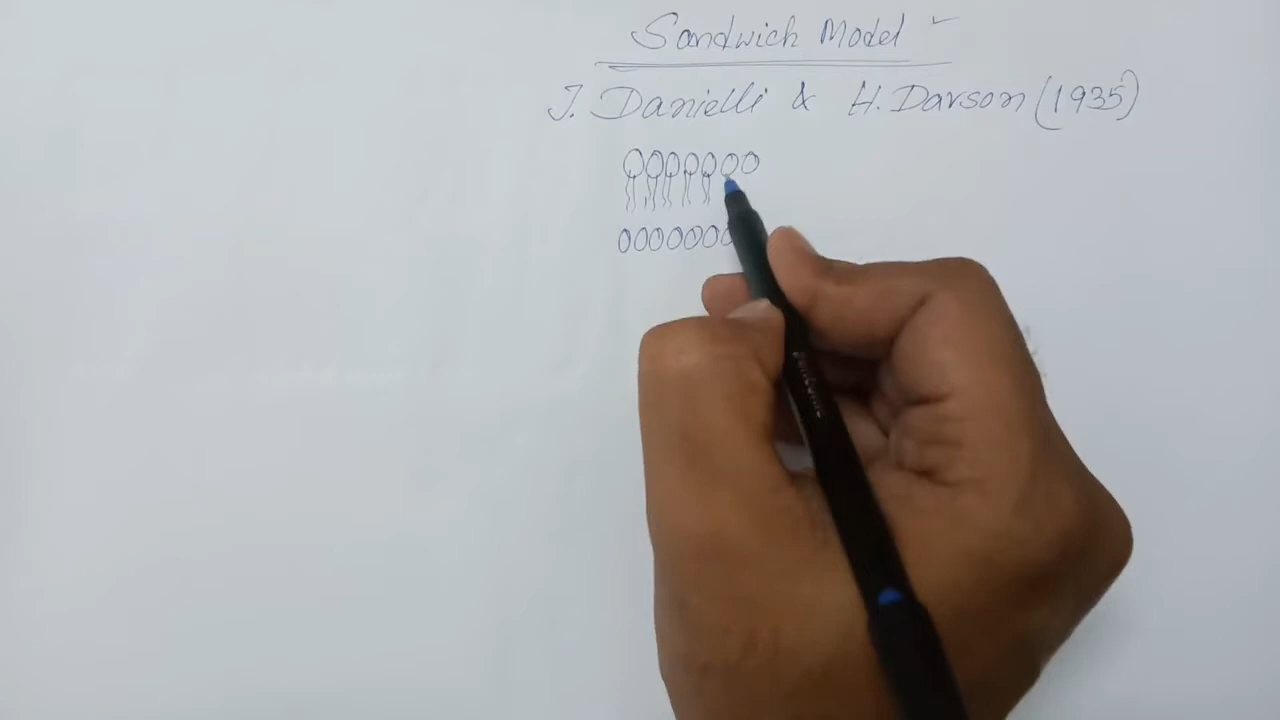 Sandwich Model
J. Danielli & H. Davson (1935)